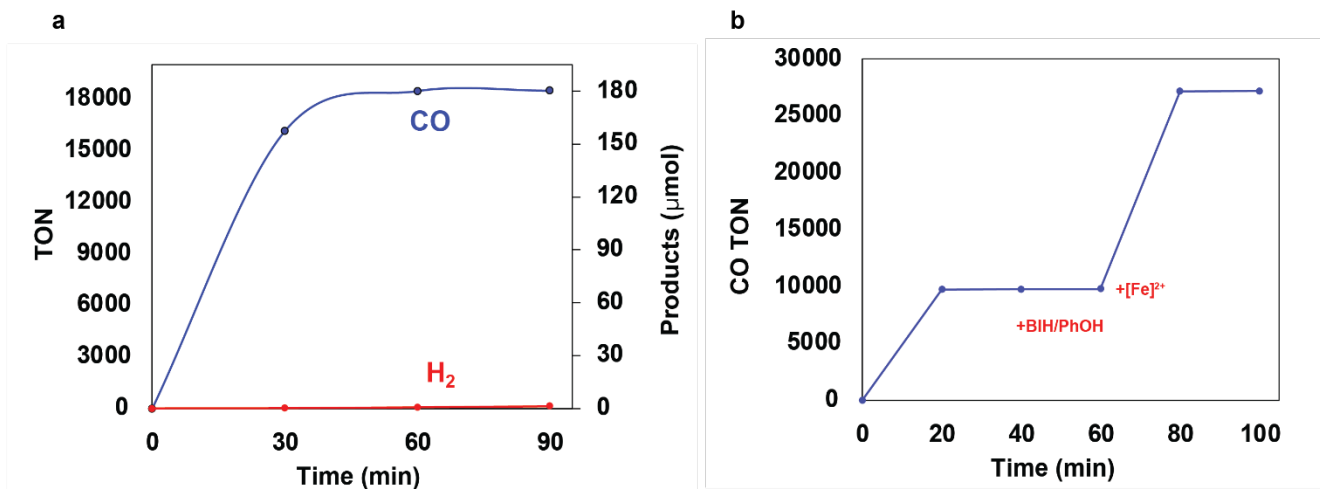 a
TON
18000
15000
12000
9000
6000
3000
0
CO
H₂
180
150
120
90
60
30
0
Products (μmol)
0 30 60 90
Time (min)
b
CO TON
30000
25000
20000
15000
10000
5000
0
+[Fe]²⁺
+BIH/PhOH
0 20 40 60 80 100
Time (min)